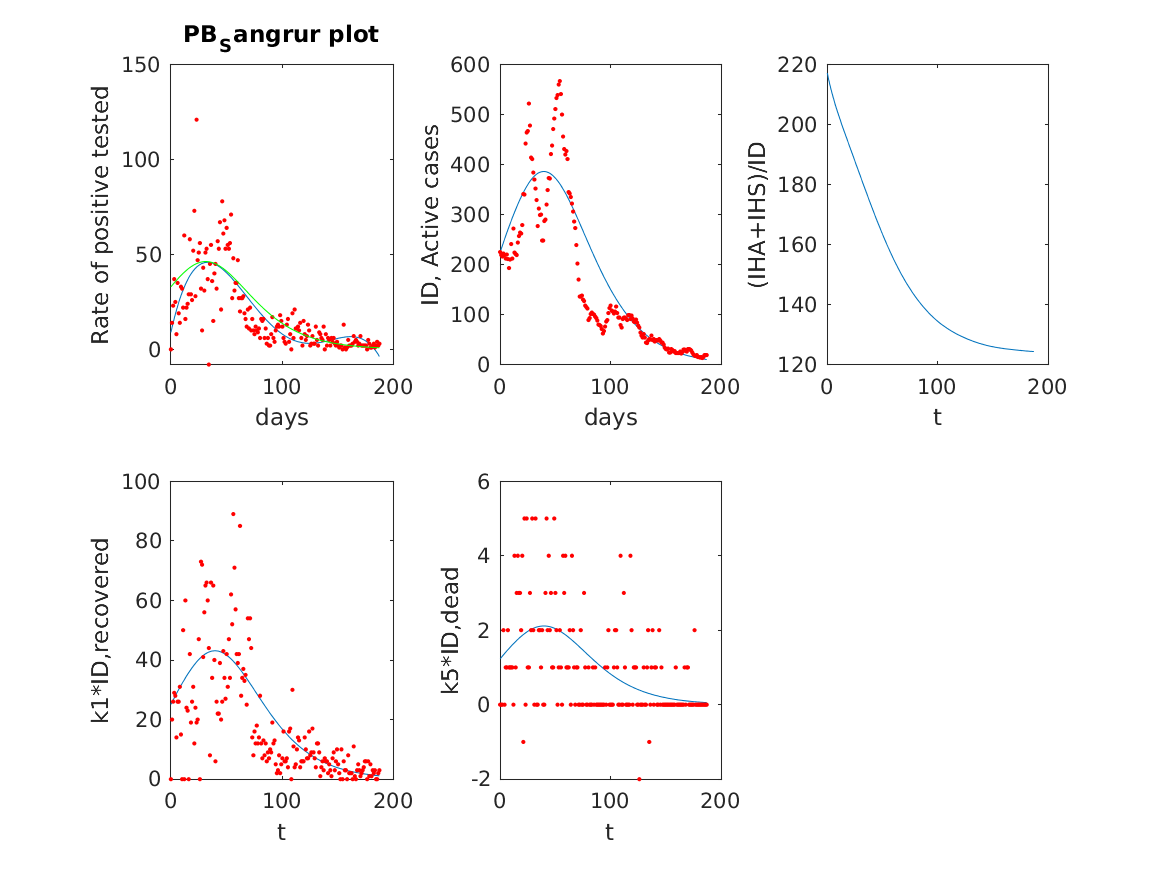 PB_Sangrur plot
150
100
50
0
0 100 200
Rate of positive tested
days
600
500
400
300
200
100
0
0 100 200
ID, Active cases
days
220
200
180
160
140
120
0 100 200
(IHA+IHS)/ID
t
100
80
60
40
20
0
0 100 200
k1*ID,recovered
t
6
4
2
0
-2
0 100 200
k5*ID,dead
t